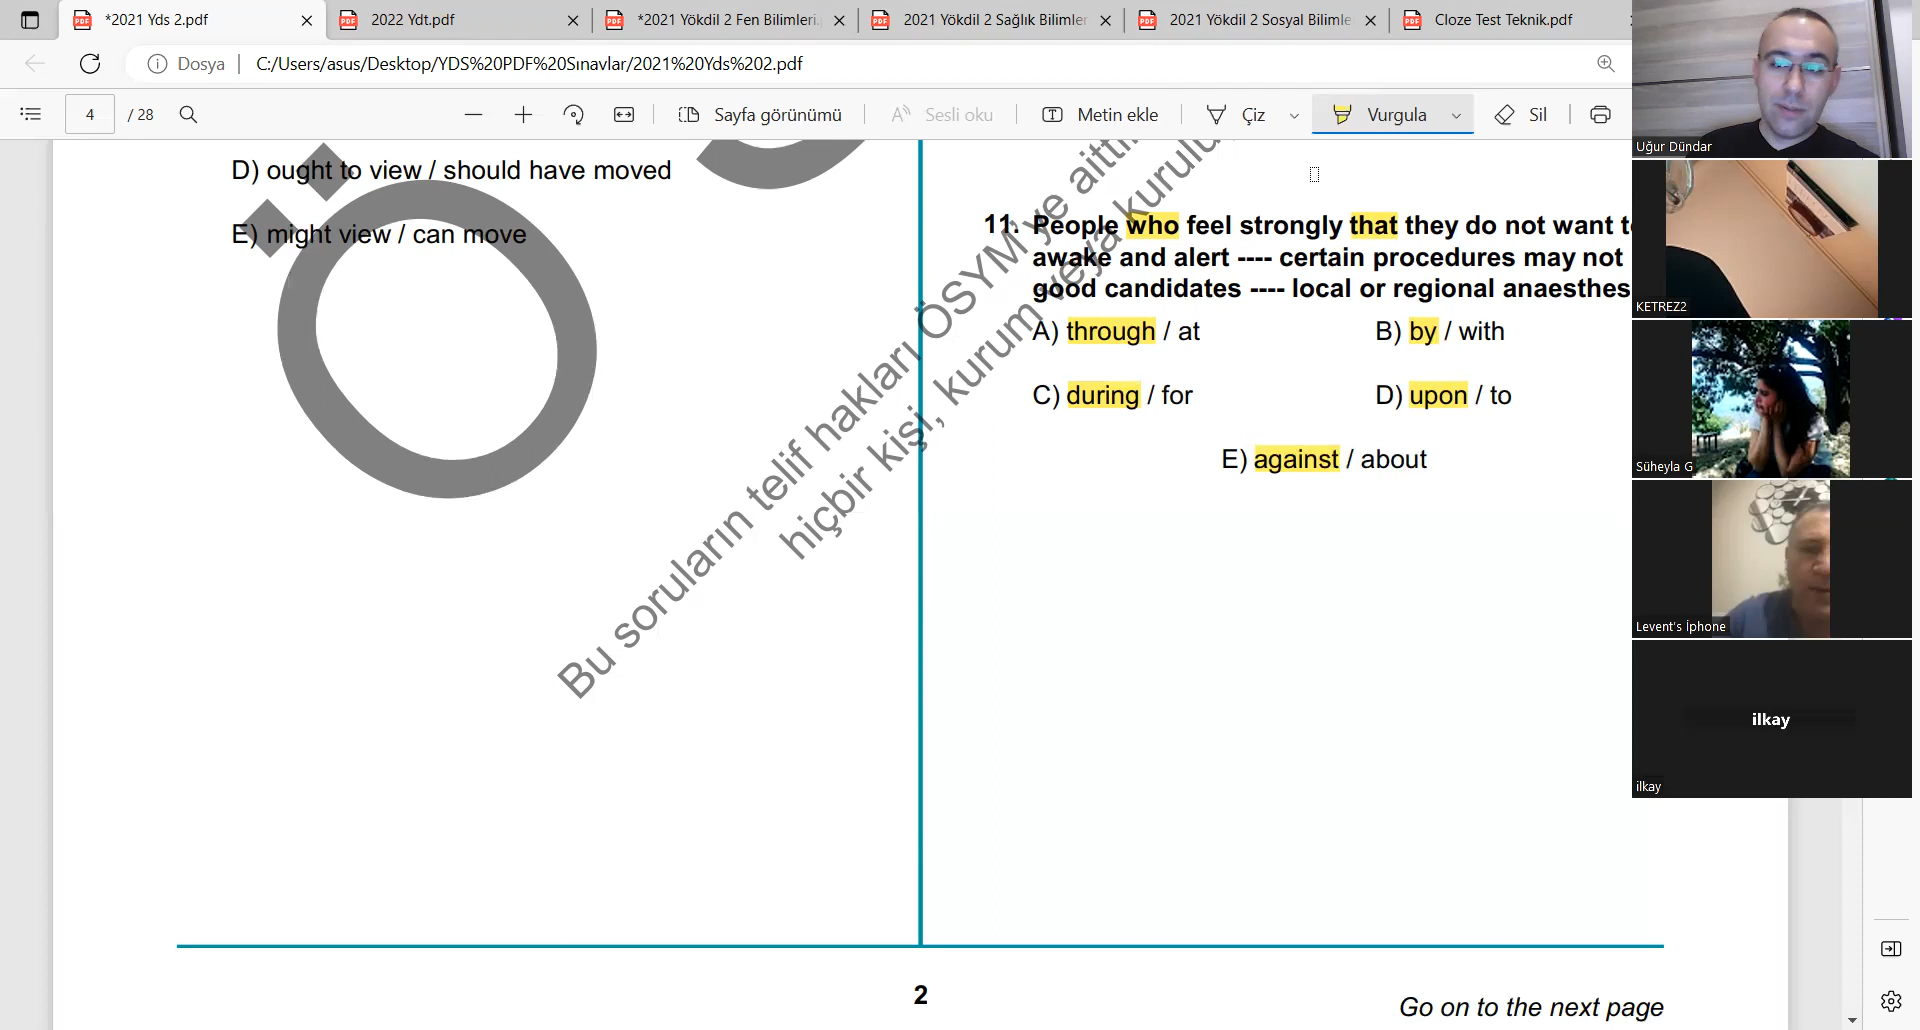 *2021 Yds 2.pdf
2022 Ydt.pdf
*2021 Yökdil 2 Fen Bilimleri.
2021 Yökdil 2 Sağlık Bilimler
2021 Yökdil 2 Sosyal Bilimle
Cloze Test Teknik.pdf
Dosya
C:/Users/asus/Desktop/YDS%20PDF%20Sınavlar/2021%20Yds%202.pdf
4 / 28
Sayfa görünümü
Sesli oku
Metin ekle
Çiz
Vurgula
Sil
D) ought to view / should have moved
E) might view / can move
11. People who feel strongly that they do not want t
awake and alert ---- certain procedures may not
good candidates ---- local or regional anaesthes
A) through / at
B) by / with
C) during / for
D) upon / to
E) against / about
Bu soruların telif hakları ÖSYM'ye aittir
hiçbir kişi, kurum veya kurulu
2
Go on to the next page
Uğur Dündar
KETREZ2
Süheyla G
Levent's İphone
ilkay
ilkay